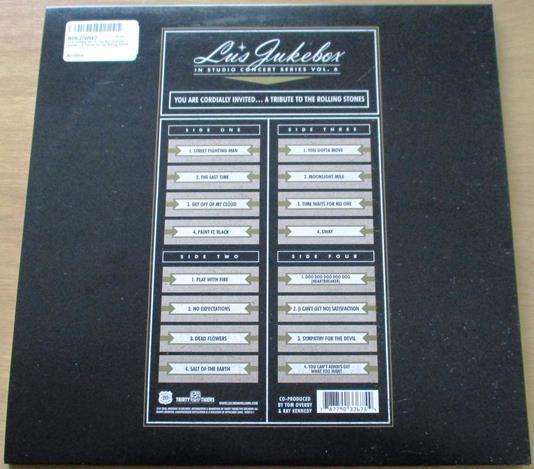 Lu's Jukebox
IN STUDIO CONCERT SERIES VOL. 6
YOU ARE CORDIALLY INVITED... A TRIBUTE TO THE ROLLING STONES
SIDE ONE
1. STREET FIGHTING MAN
2. THE LAST TIME
3. GET OFF OF MY CLOUD
4. PAINT IT, BLACK
SIDE TWO
1. PLAY WITH FIRE
2. NO EXPECTATIONS
3. DEAD FLOWERS
4. SALT OF THE EARTH
SIDE THREE
1. YOU GOTTA MOVE
2. MOONLIGHT MILE
3. TIME WAITS FOR NO ONE
4. SWAY
SIDE FOUR
1. DOO DOO DOO DOO DOO
(HEARTBREAKER)
2. (I CAN'T GET NO) SATISFACTION
3. SYMPATHY FOR THE DEVIL
4. YOU CAN'T ALWAYS GET
WHAT YOU WANT
THIRTY TIGERS
CO-PRODUCED
BY TOM OVERBY
& RAY KENNEDY